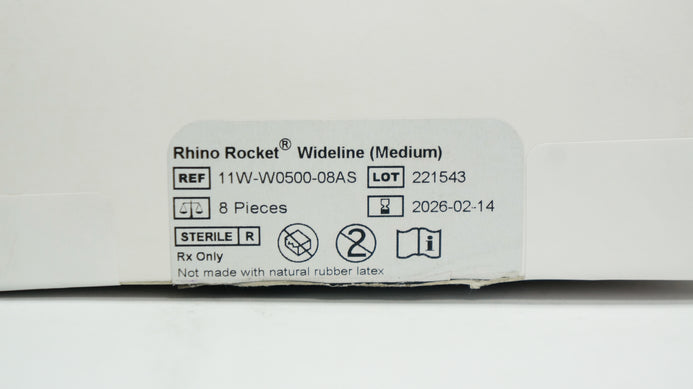 Rhino Rocket® Wideline (Medium)
REF 11W-W0500-08AS LOT 221543
8 Pieces 2026-02-14
STERILE R 2 i
Rx Only
Not made with natural rubber latex